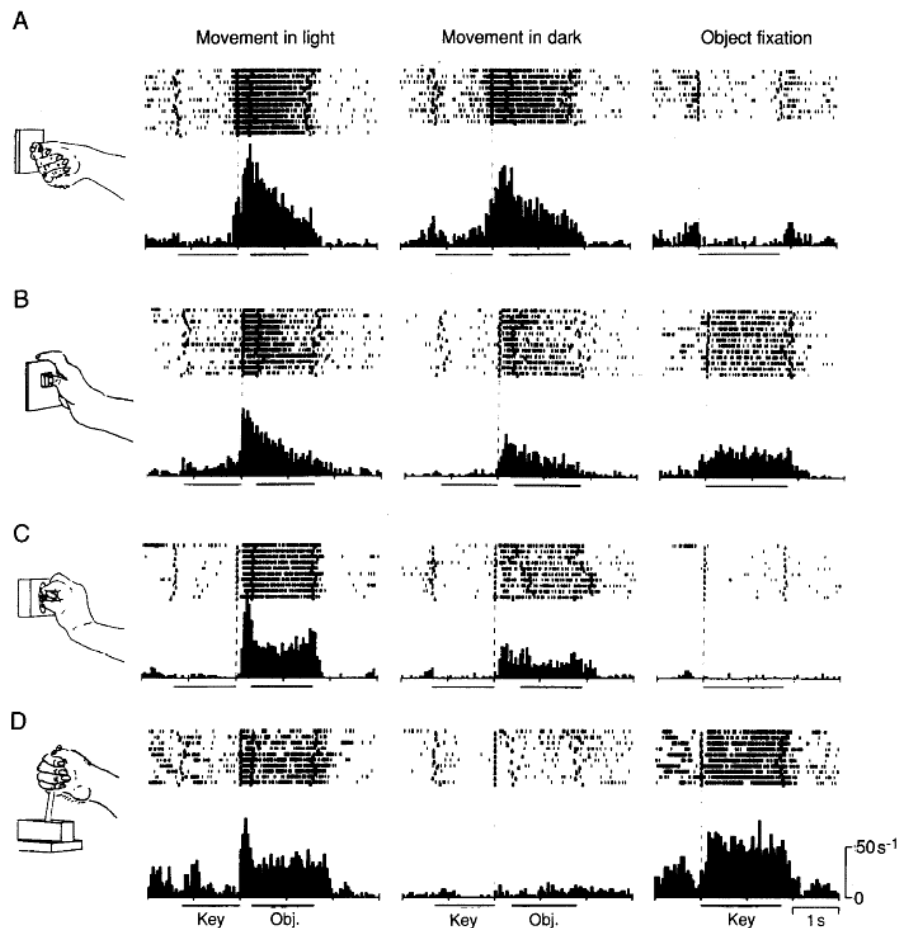 A
Movement in light Movement in dark Object fixation
B
C
D
50 s⁻¹
0
Key Obj. Key Obj. Key 1 s